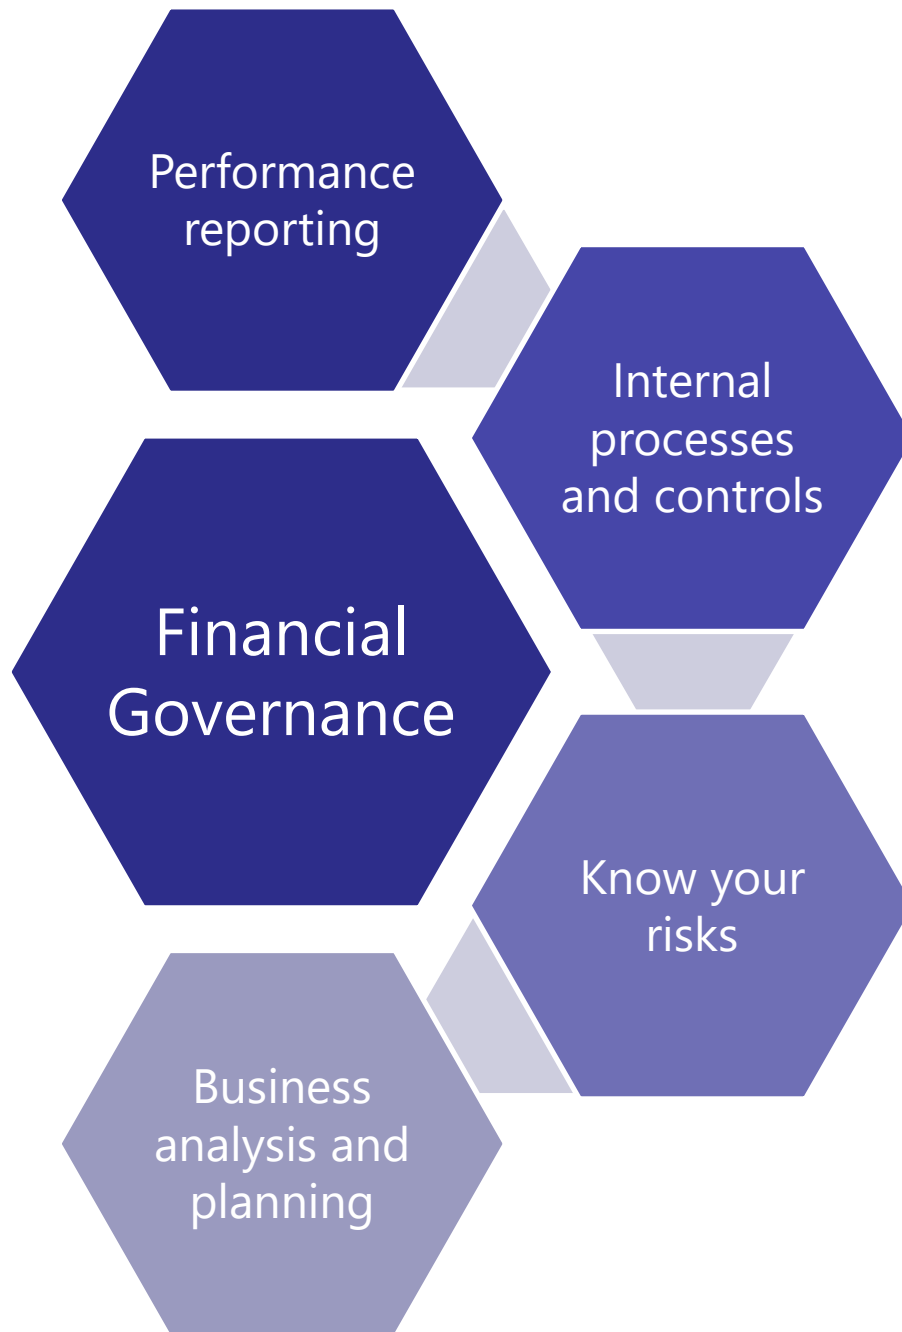 Performance
reporting
Internal
processes
and controls
Financial
Governance
Know your
risks
Business
analysis and
planning